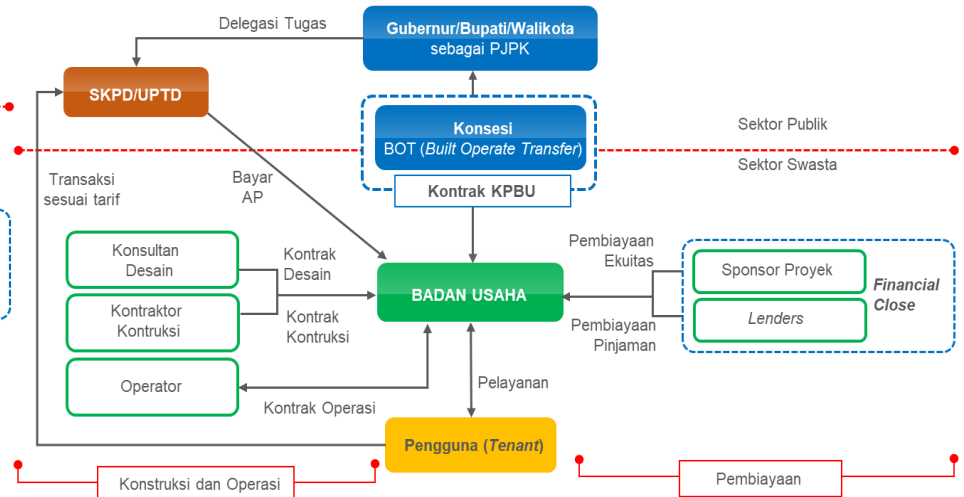 Delegasi Tugas
Gubernur/Bupati/Walikota
sebagai PJPK
SKPD/UPTD
Konsesi
BOT (Built Operate Transfer)
Kontrak KPBU
Sektor Publik
Sektor Swasta
Transaksi
sesuai tarif
Bayar
AP
Konsultan
Desain
Kontrak
Desain
Kontraktor
Kontruksi
Kontrak
Kontruksi
Operator
Kontrak Operasi
BADAN USAHA
Pelayanan
Pembiayaan
Ekuitas
Pembiayaan
Pinjaman
Sponsor Proyek
Lenders
Financial
Close
Pengguna (Tenant)
Konstruksi dan Operasi
Pembiayaan